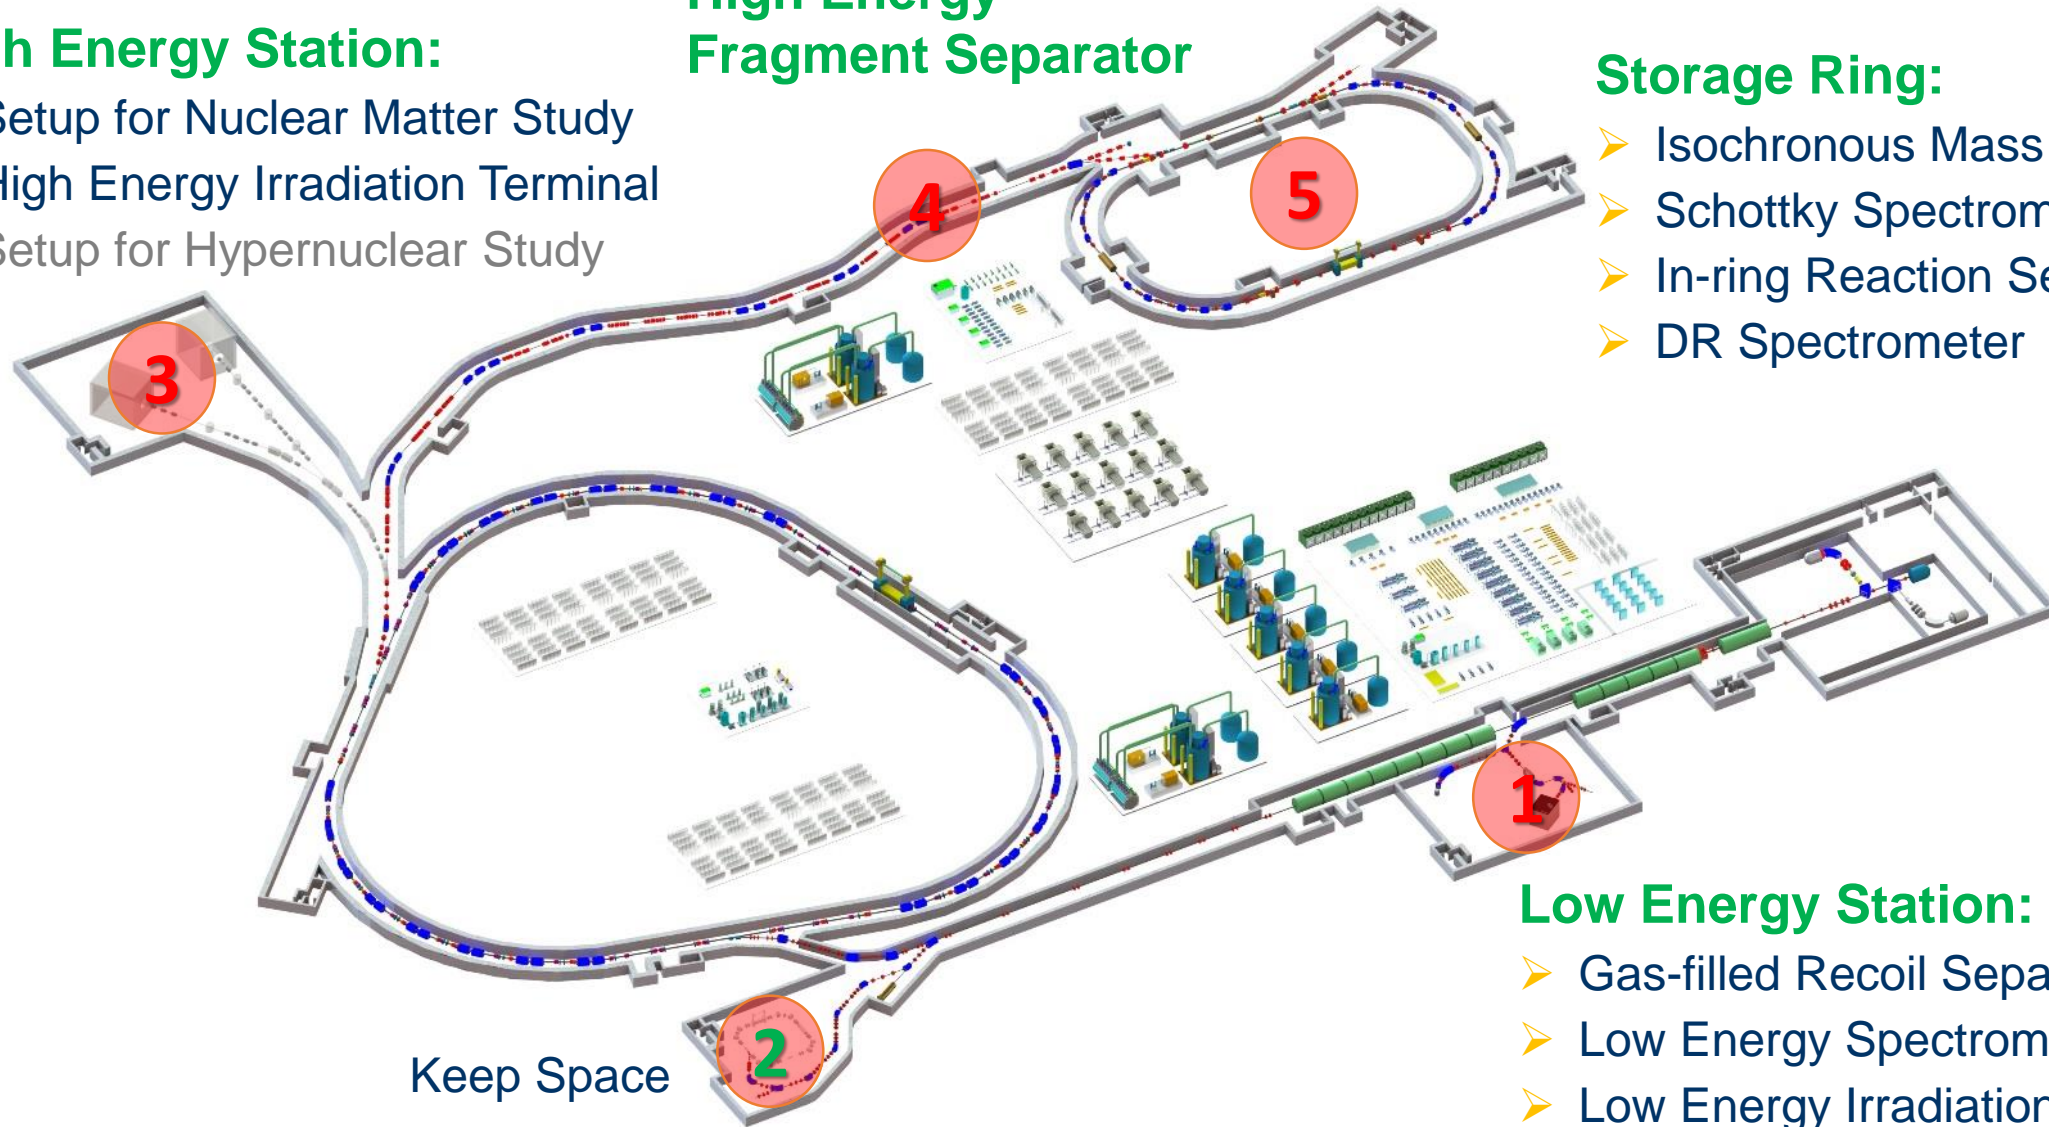 h Energy Station:
Setup for Nuclear Matter Study
High Energy Irradiation Terminal
Setup for Hypernuclear Study
High Energy
Fragment Separator
Storage Ring:
Isochronous Mass
Schottky Spectrom
In-ring Reaction Se
DR Spectrometer
4
5
3
1
2
Keep Space
Low Energy Station:
Gas-filled Recoil Sepa
Low Energy Spectrom
Low Energy Irradiation